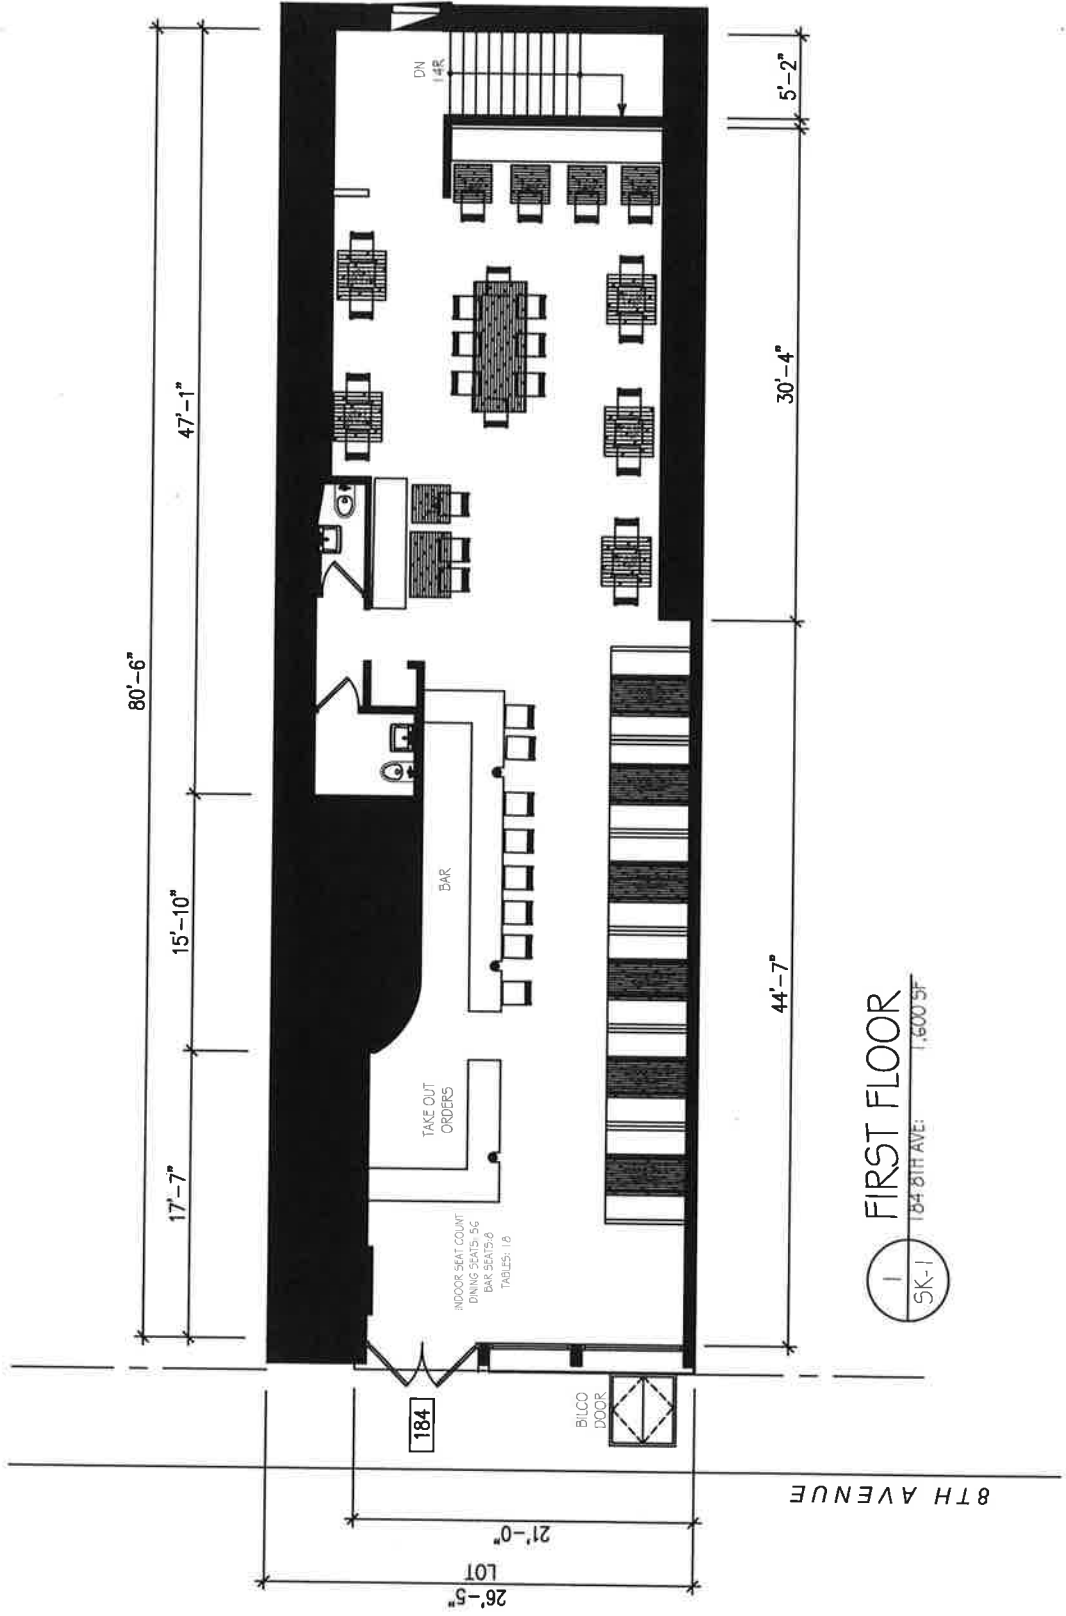 80'-6"
47'-1"
15'-10"
17'-7"
DN
14R
5'-2"
30'-4"
44'-7"
BAR
TAKE OUT
ORDERS
INDOOR SEAT COUNT
DINING SEATS: 56
BAR SEATS:8
TABLES: 18
184
BILCO
DOOR
8TH AVENUE
21'-0"
LOT
26'-5"
1
SK-1
FIRST FLOOR
184 8TH AVE: 1,600 SF